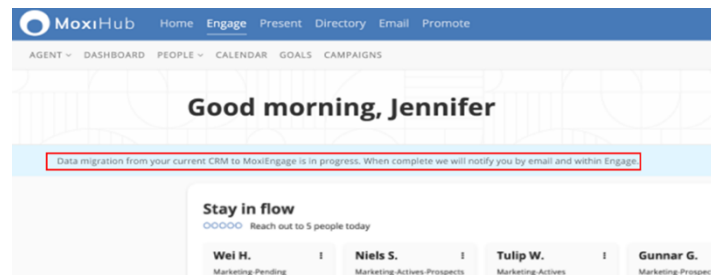 MoxiHub Home Engage Present Directory Email Promote
AGENT DASHBOARD PEOPLE CALENDAR GOALS CAMPAIGNS
Good morning, Jennifer
Data migration from your current CRM to MoxiEngage is in progress. When complete we will notify you by email and within Engage.
Stay in flow
Reach out to 5 people today
Wei H. Niels S. Tulip W. Gunnar G.
Marketing-Pending Marketing-Actives-Prospects Marketing-Actives Marketing-Prospec